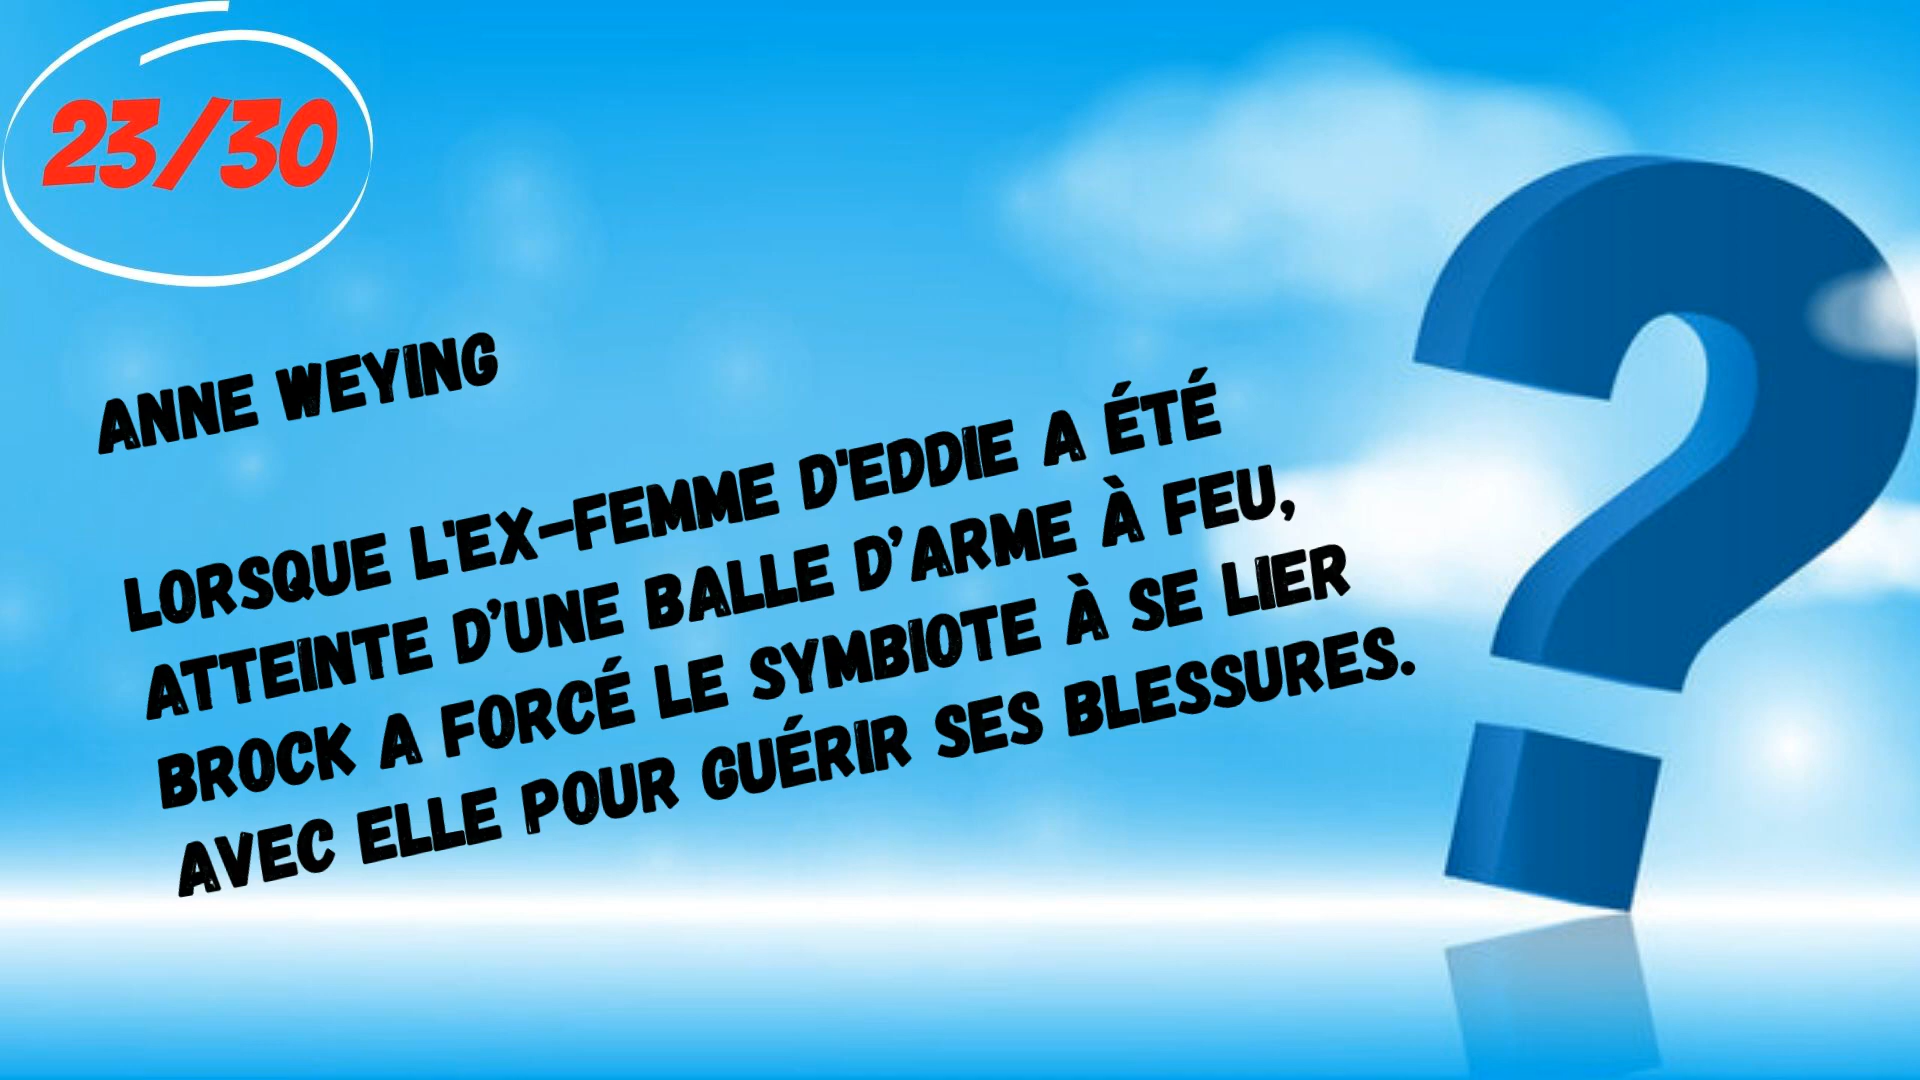 23/30
ANNE WEYING
LORSQUE L'EX-FEMME D'EDDIE A ÉTÉ
ATTEINTE D’UNE BALLE D’ARME À FEU,
BROCK A FORCÉ LE SYMBIOTE À SE LIER
AVEC ELLE POUR GUÉRIR SES BLESSURES.